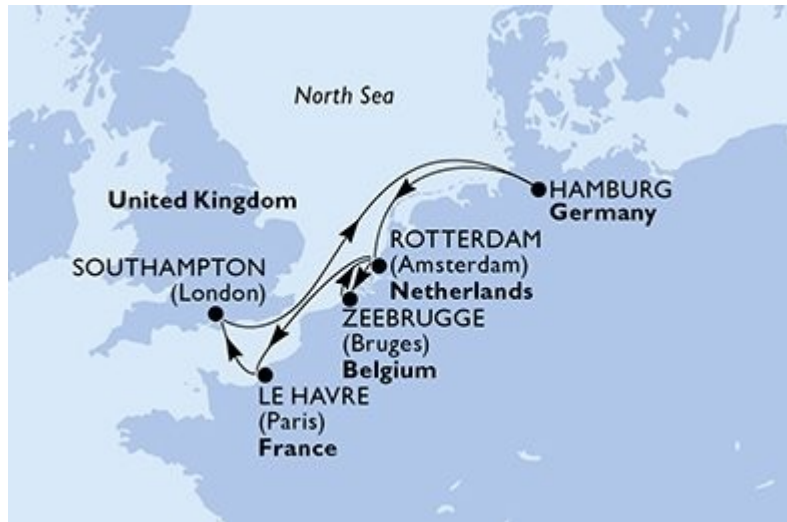 North Sea
United Kingdom
HAMBURG
Germany
ROTTERDAM
(Amsterdam)
Netherlands
SOUTHAMPTON
(London)
ZEEBRUGGE
(Bruges)
Belgium
LE HAVRE
(Paris)
France